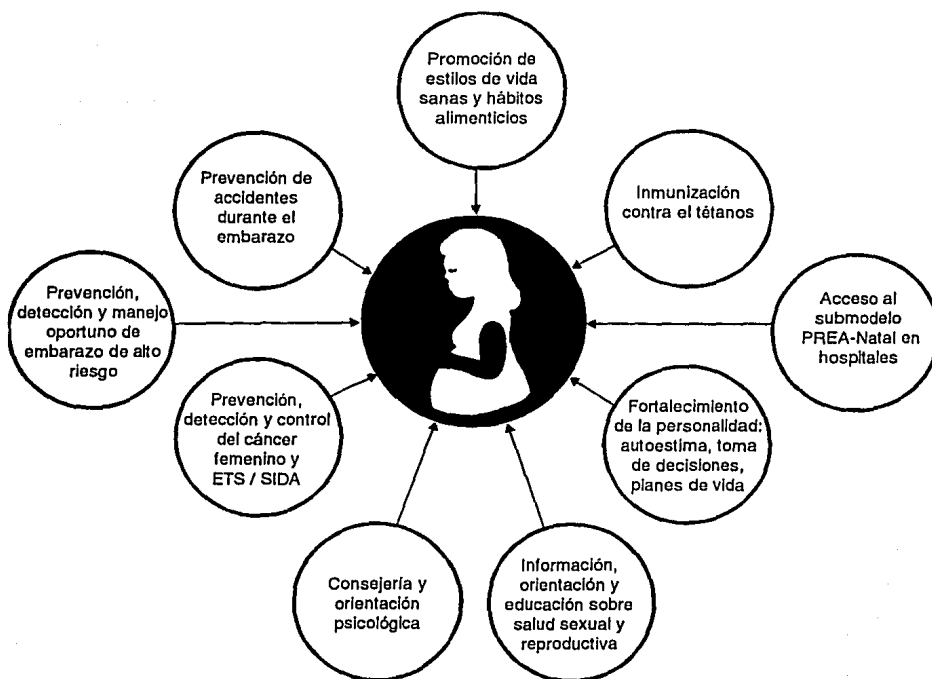 Promoción de
estilos de vida
sanas y hábitos
alimenticios
Prevención de
accidentes
durante el
embarazo
Inmunización
contra el tétanos
Prevención,
detección y manejo
oportuno de
embarazo de alto
riesgo
Acceso al
submodelo
PREA-Natal en
hospitales
Prevención,
detección y control
del cáncer
femenino y
ETS / SIDA
Fortalecimiento
de la personalidad:
autoestima, toma
de decisiones,
planes de vida
Consejería y
orientación
psicológica
Información,
orientación y
educación sobre
salud sexual y
reproductiva